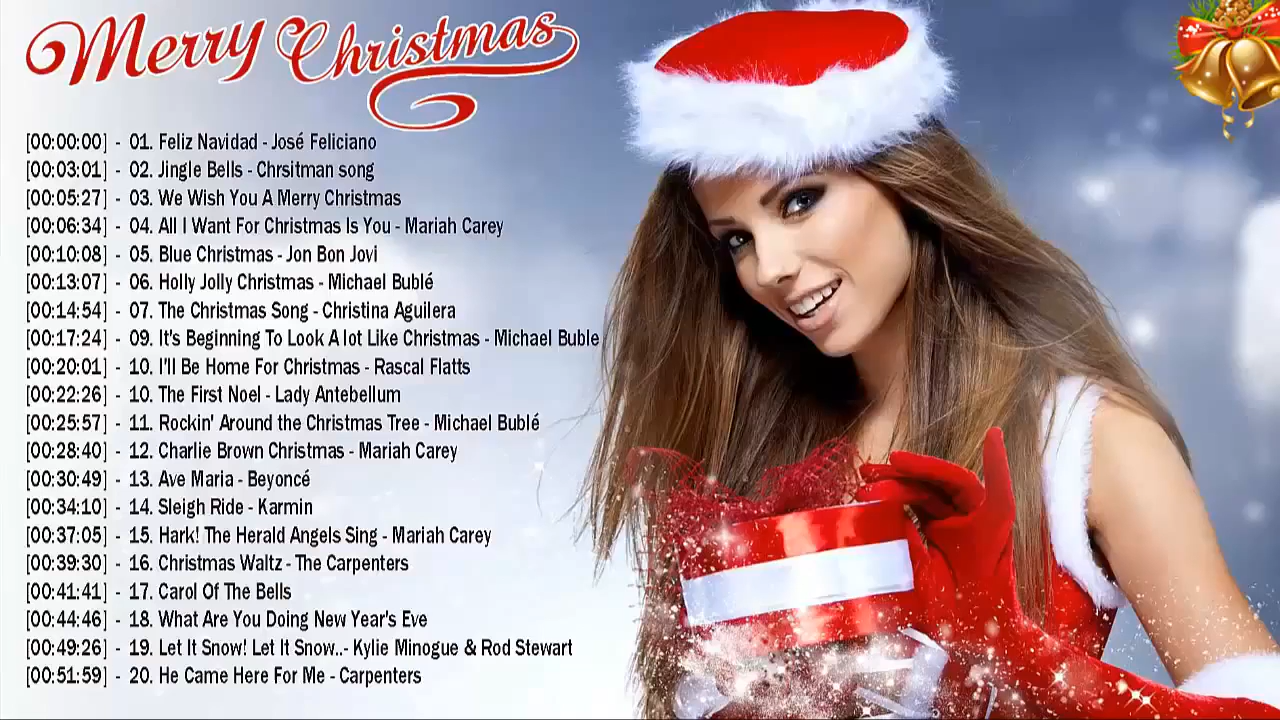 Merry Christmas
[00:00:00] - 01. Feliz Navidad - José Feliciano
[00:03:01] - 02. Jingle Bells - Chrsitman song
[00:05:27] - 03. We Wish You A Merry Christmas
[00:06:34] - 04. All I Want For Christmas Is You - Mariah Carey
[00:10:08] - 05. Blue Christmas - Jon Bon Jovi
[00:13:07] - 06. Holly Jolly Christmas - Michael Bublé
[00:14:54] - 07. The Christmas Song - Christina Aguilera
[00:17:24] - 09. It's Beginning To Look A lot Like Christmas - Michael Buble
[00:20:01] - 10. I'll Be Home For Christmas - Rascal Flatts
[00:22:26] - 10. The First Noel - Lady Antebellum
[00:25:57] - 11. Rockin' Around the Christmas Tree - Michael Bublé
[00:28:40] - 12. Charlie Brown Christmas - Mariah Carey
[00:30:49] - 13. Ave Maria - Beyoncé
[00:34:10] - 14. Sleigh Ride - Karmin
[00:37:05] - 15. Hark! The Herald Angels Sing - Mariah Carey
[00:39:30] - 16. Christmas Waltz - The Carpenters
[00:41:41] - 17. Carol Of The Bells
[00:44:46] - 18. What Are You Doing New Year's Eve
[00:49:26] - 19. Let It Snow! Let It Snow..- Kylie Minogue & Rod Stewart
[00:51:59] - 20. He Came Here For Me - Carpenters